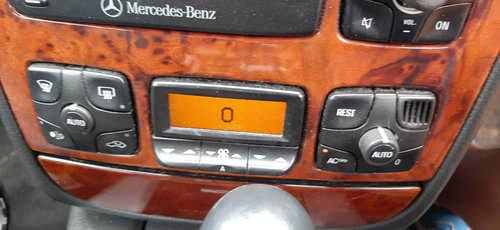 Mercedes-Benz
VOL.
ON
AUTO
0
A
REST
AC OFF
AUTO
0